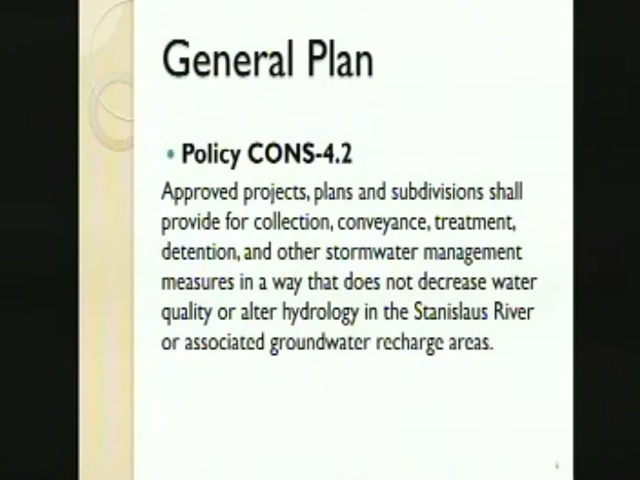 General Plan
• Policy CONS-4.2
Approved projects, plans and subdivisions shall
provide for collection, conveyance, treatment,
detention, and other stormwater management
measures in a way that does not decrease water
quality or alter hydrology in the Stanislaus River
or associated groundwater recharge areas.